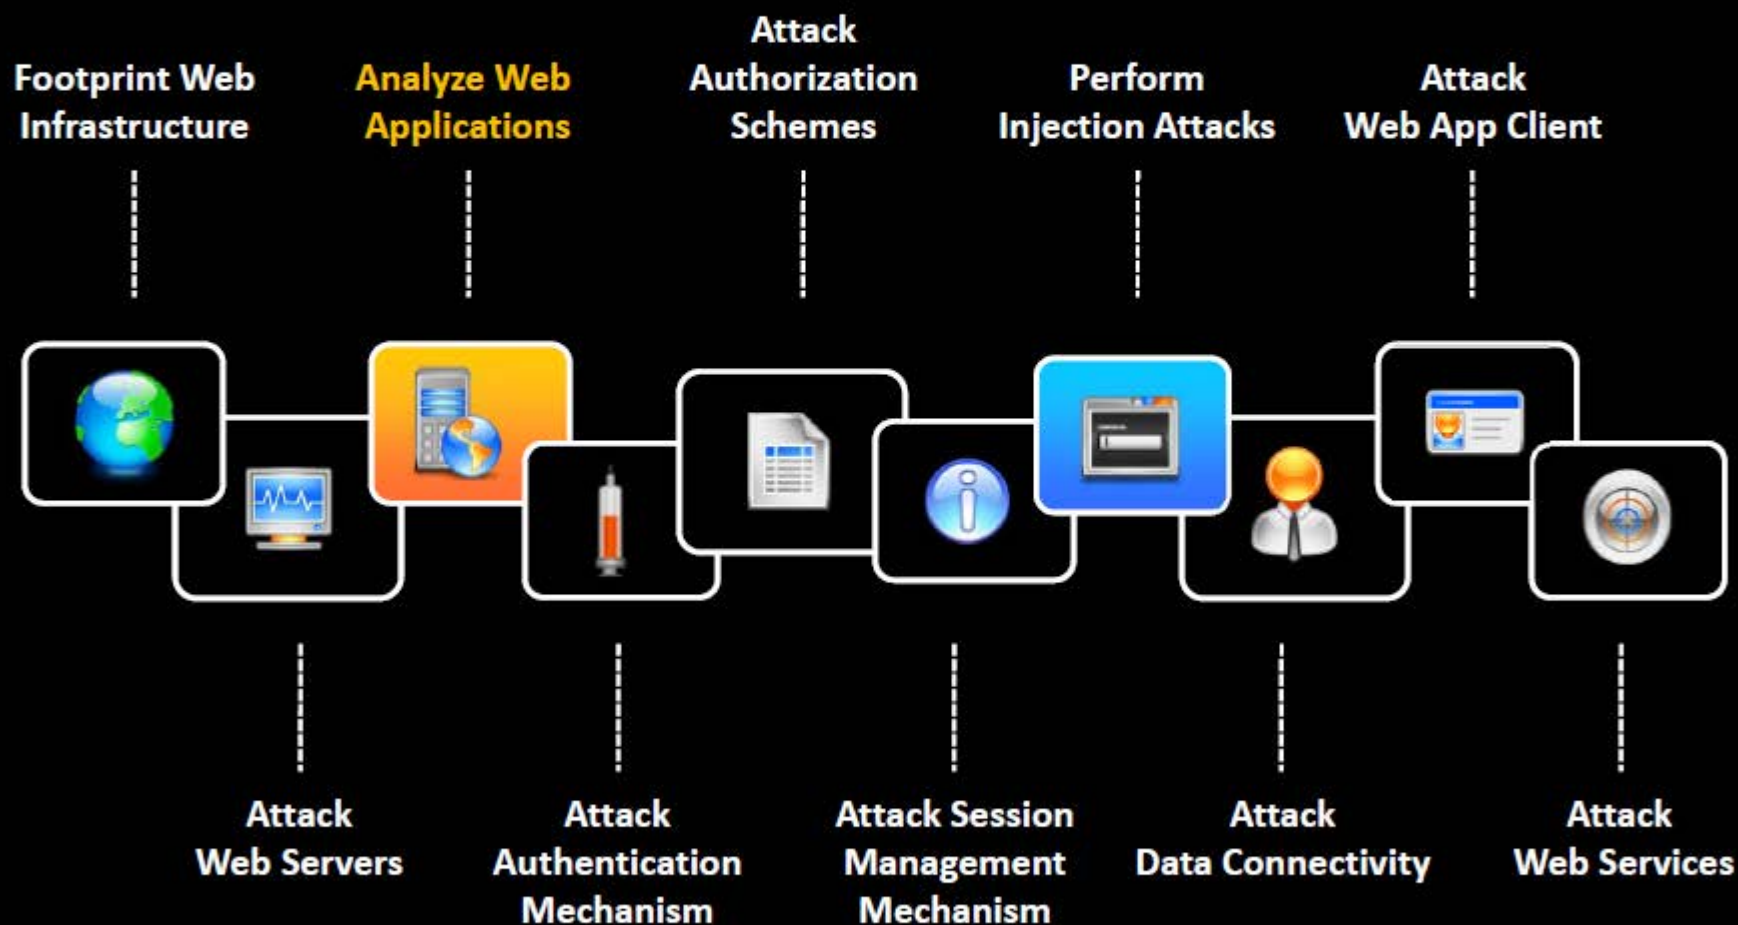 Footprint Web
Infrastructure
Analyze Web
Applications
Attack
Authorization
Schemes
Perform
Injection Attacks
Attack
Web App Client
Attack
Web Servers
Attack
Authentication
Mechanism
Attack Session
Management
Mechanism
Attack
Data Connectivity
Attack
Web Services